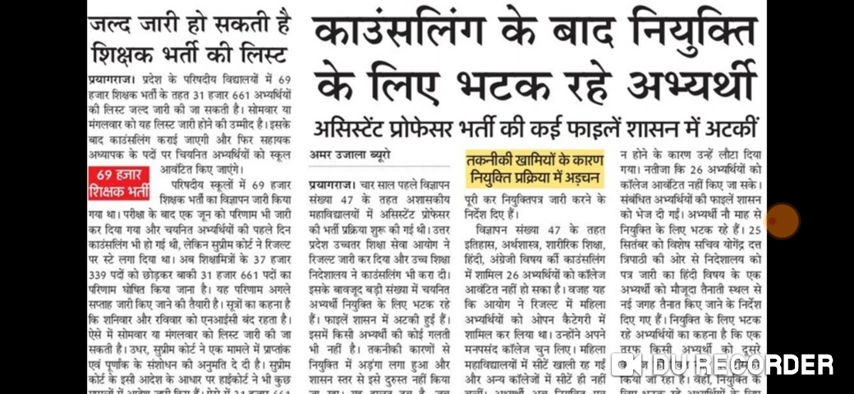 जल्द जारी हो सकती है
शिक्षक भर्ती की लिस्ट
प्रयागराज। प्रदेश के परिषदीय विद्यालयों में 69
हजार शिक्षक भर्ती के तहत 31 हजार 661 अभ्यर्थियों
की लिस्ट जल्द जारी की जा सकती है। सोमवार या
मंगलवार को यह लिस्ट जारी होने की उम्मीद है। इसके
बाद काउंसलिंग कराई जाएगी और फिर सहायक
अध्यापक के पदों पर चियनित अभ्यर्थियों को स्कूल
आवंटित किए जाएंगे।
69 हजार
शिक्षक भर्ती
परिषदीय स्कूलों में 69 हजार
शिक्षक भर्ती का विज्ञापन जारी किया
गया था। परीक्षा के बाद एक जून को परिणाम भी जारी
कर दिया गया और चयनित अभ्यर्थियों की पहले दिन
काउंसलिंग भी हो गई थी, लेकिन सुप्रीम कोर्ट ने रिजल्ट
पर स्टे लगा दिया था। अब शिक्षामित्रों के 37 हजार
339 पदों को छोड़कर बाकी 31 हजार 661 पदों का
परिणाम घोषित किया जाना है। यह परिणाम अगले
सप्ताह जारी किए जाने की तैयारी है। सूत्रों का कहना है
कि शनिवार और रविवार को एनआईसी बंद रहता है।
ऐसे में सोमवार या मंगलवार को लिस्ट जारी की जा
सकती है। उधर, सुप्रीम कोर्ट ने एक मामले में प्राप्तांक
एवं पूर्णांक के संशोधन की अनुमति दे दी है। सुप्रीम
कोर्ट के इसी आदेश के आधार पर हाईकोर्ट ने भी कुछ
काउंसलिंग के बाद नियुक्ति
के लिए भटक रहे अभ्यर्थी
असिस्टेंट प्रोफेसर भर्ती की कई फाइलें शासन में अटकीं
अमर उजाला ब्यूरो
प्रयागराज। चार साल पहले विज्ञापन
संख्या 47 के तहत अशासकीय
महाविद्यालयों में असिस्टेंट प्रोफेसर
की भर्ती प्रक्रिया शुरू की गई थी। उत्तर
प्रदेश उच्चतर शिक्षा सेवा आयोग ने
रिजल्ट जारी कर दिया और उच्च शिक्षा
निदेशालय ने काउंसलिंग भी करा दी।
इसके बावजूद बड़ी संख्या में चयनित
अभ्यर्थी नियुक्ति के लिए भटक रहे
हैं। फाइलें शासन में अटकी हुई हैं।
इसमें किसी अभ्यर्थी की कोई गलती
भी नहीं है। तकनीकी कारणों से
नियुक्ति में अड़ंगा लगा हुआ और
शासन स्तर से इसे दुरुस्त नहीं किया
तकनीकी खामियों के कारण
नियुक्ति प्रक्रिया में अड़चन
पूरी कर नियुक्तिपत्र जारी करने के
निर्देश दिए हैं।
विज्ञापन संख्या 47 के तहत
इतिहास, अर्थशास्त्र, शारीरिक शिक्षा,
हिंदी, अंग्रेजी विषय की काउंसलिंग
में शामिल 26 अभ्यर्थियों को कॉलेज
आवंटित नहीं हो सका है। वजह यह
कि आयोग ने रिजल्ट में महिला
अभ्यर्थियों को ओपन कैटेगरी में
शामिल कर लिया था। उन्होंने अपने
मनपसंद कॉलेज चुन लिए। महिला
महाविद्यालयों में सीटें खाली रह गईं
और अन्य कॉलेजों में सीटें ही नहीं
न होने के कारण उन्हें लौटा दिया
गया। नतीजा कि 26 अभ्यर्थियों को
कॉलेज आवंटित नहीं किए जा सके।
संबंधित अभ्यर्थियों की फाइलें शासन
को भेज दी गईं। अभ्यर्थी नौ माह से
नियुक्ति के लिए भटक रहे हैं। 25
सितंबर को विशेष सचिव योगेंद्र दत्त
त्रिपाठी की ओर से निदेशालय को
पत्र जारी का हिंदी विषय के एक
अभ्यर्थी को मौजूदा तैनाती स्थल से
नई जगह तैनात किए जाने के निर्देश
दिए गए हैं। नियुक्ति के लिए भटक
रहे अभ्यर्थियों का कहना है कि एक
तरफ किसी अभ्यर्थी को दूसरे
किया जा रहा है। वहीं, नियुक्ति के
DU RECORDER